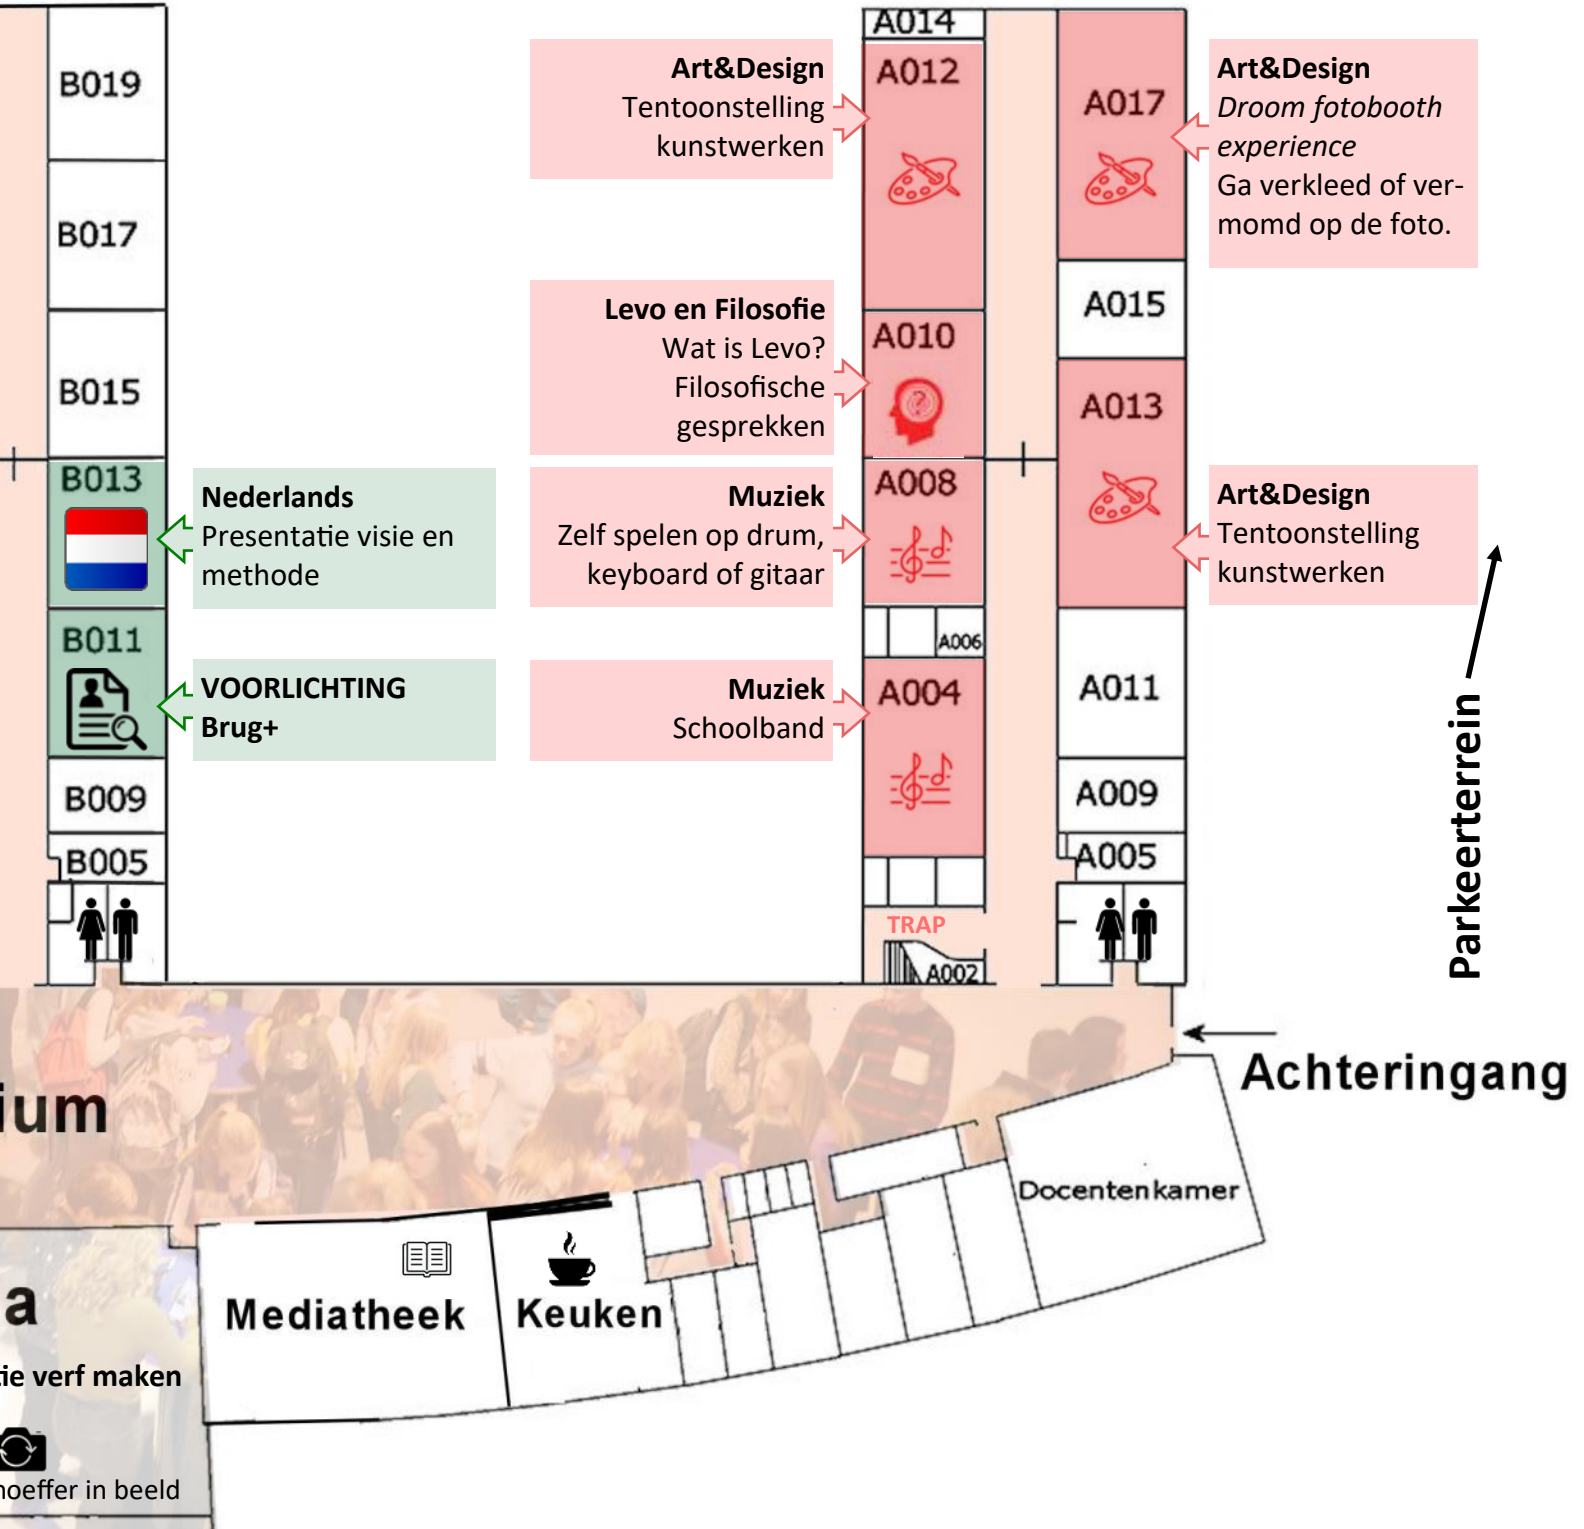 B019
B017
B015
B013
Nederlands
Presentatie visie en
methode
B011
VOORLICHTING
Brug+
B009
B005
A014
Art&Design
Tentoonstelling
kunstwerken
A012
A017
Art&Design
Droom fotobooth
experience
Ga verkleed of ver-
momd op de foto.
A015
Levo en Filosofie
Wat is Levo?
Filosofische
gesprekken
A010
A013
Muziek
Zelf spelen op drum,
keyboard of gitaar
A008
Art&Design
Tentoonstelling
kunstwerken
A006
Muziek
Schoolband
A004
A011
A009
A005
TRAP
A002
Parkeerterrein
Achteringang
ium
Docentenkamer
a
Mediatheek
Keuken
tie verf maken
noeffer in beeld